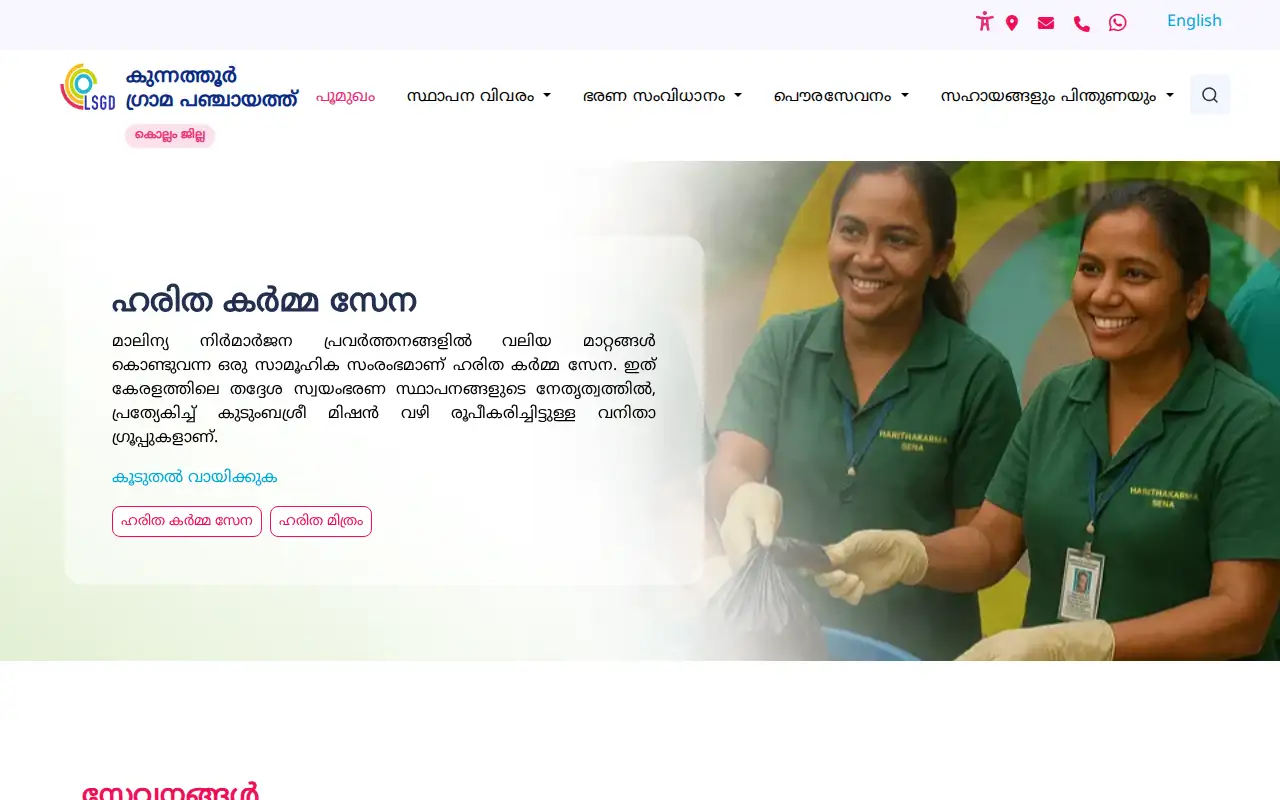 English
കുന്നത്തൂർ
ഗ്രാമ പഞ്ചായത്ത്
LSGD
കൊല്ലം ജില്ല
പൂമുഖം
സ്ഥാപന വിവരം
ഭരണ സംവിധാനം
പൌരസേവനം
സഹായങ്ങളും പിന്തുണയും
ഹരിത കർമ്മ സേന
മാലിന്യ നിർമാർജന പ്രവർത്തനങ്ങളിൽ വലിയ മാറ്റങ്ങൾ
കൊണ്ടുവന്ന ഒരു സാമൂഹിക സംരംഭമാണ് ഹരിത കർമ്മ സേന. ഇത്
കേരളത്തിലെ തദ്ദേശ സ്വയംഭരണ സ്ഥാപനങ്ങളുടെ നേതൃത്വത്തിൽ,
പ്രത്യേകിച്ച് കുടുംബശ്രീ മിഷൻ വഴി രൂപീകരിച്ചിട്ടുള്ള വനിതാ
ഗ്രൂപ്പുകളാണ്.
കൂടുതൽ വായിക്കുക
ഹരിത കർമ്മ സേന
ഹരിത മിത്രം
HARITHAKARMA
SENA
HARITHAKARMA
SENA
സേവനങ്ങൾ